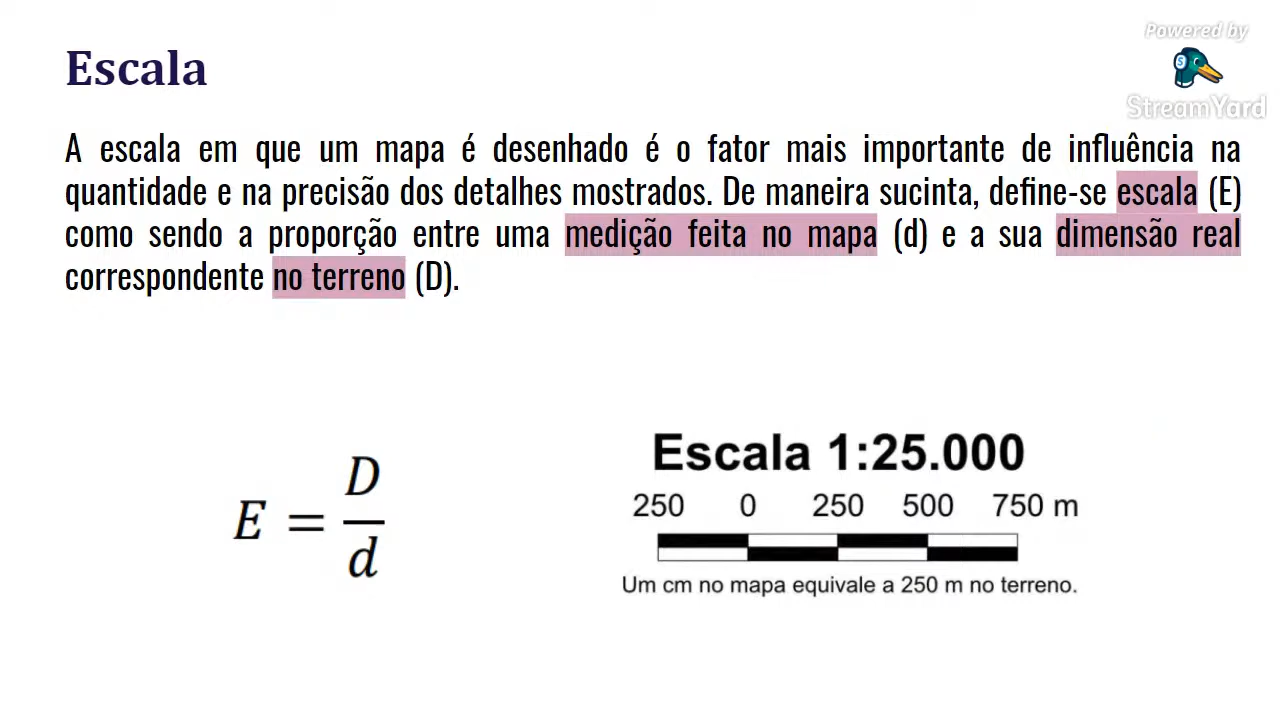 Powered by
StreamYard
Escala
A escala em que um mapa é desenhado é o fator mais importante de influência na
quantidade e na precisão dos detalhes mostrados. De maneira sucinta, define-se escala (E)
como sendo a proporção entre uma medição feita no mapa (d) e a sua dimensão real
correspondente no terreno (D).
E = D/d
Escala 1:25.000
250 0 250 500 750 m
Um cm no mapa equivale a 250 m no terreno.